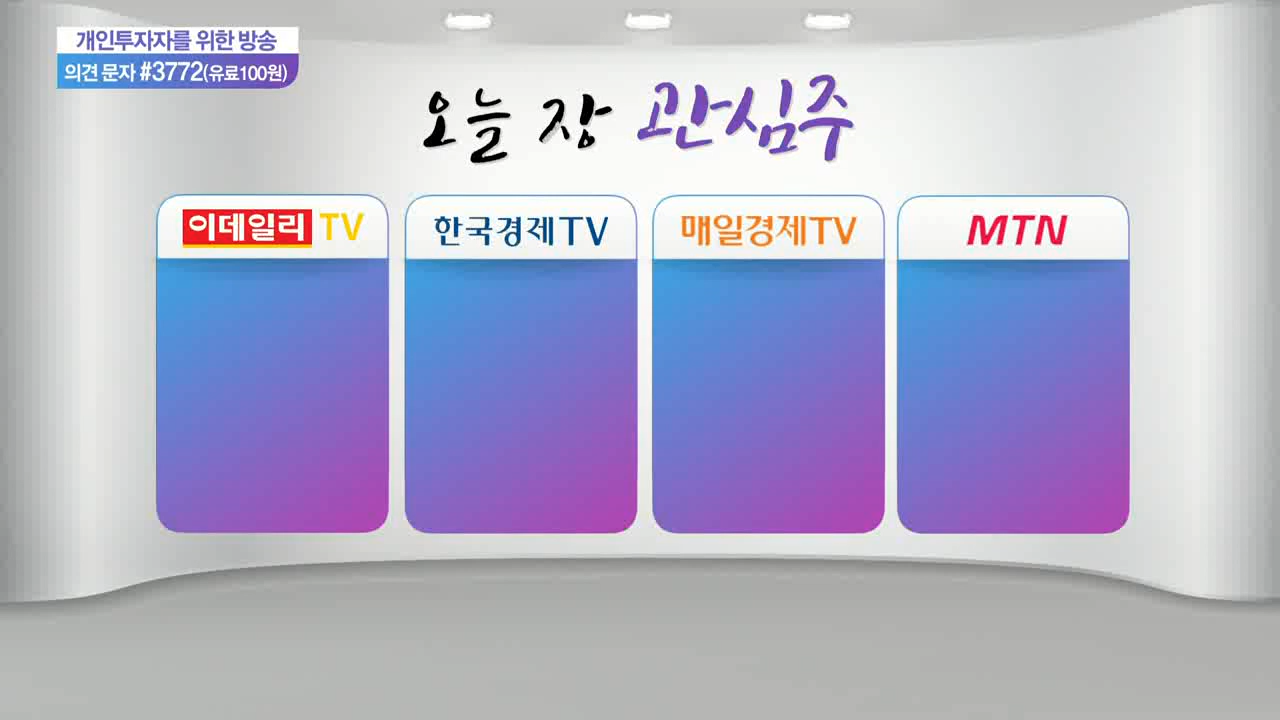 개인투자자를 위한 방송
의견 문자 #3772(유료100원)
오늘 장 관심주
이데일리 TV
한국경제TV
매일경제TV
MTN